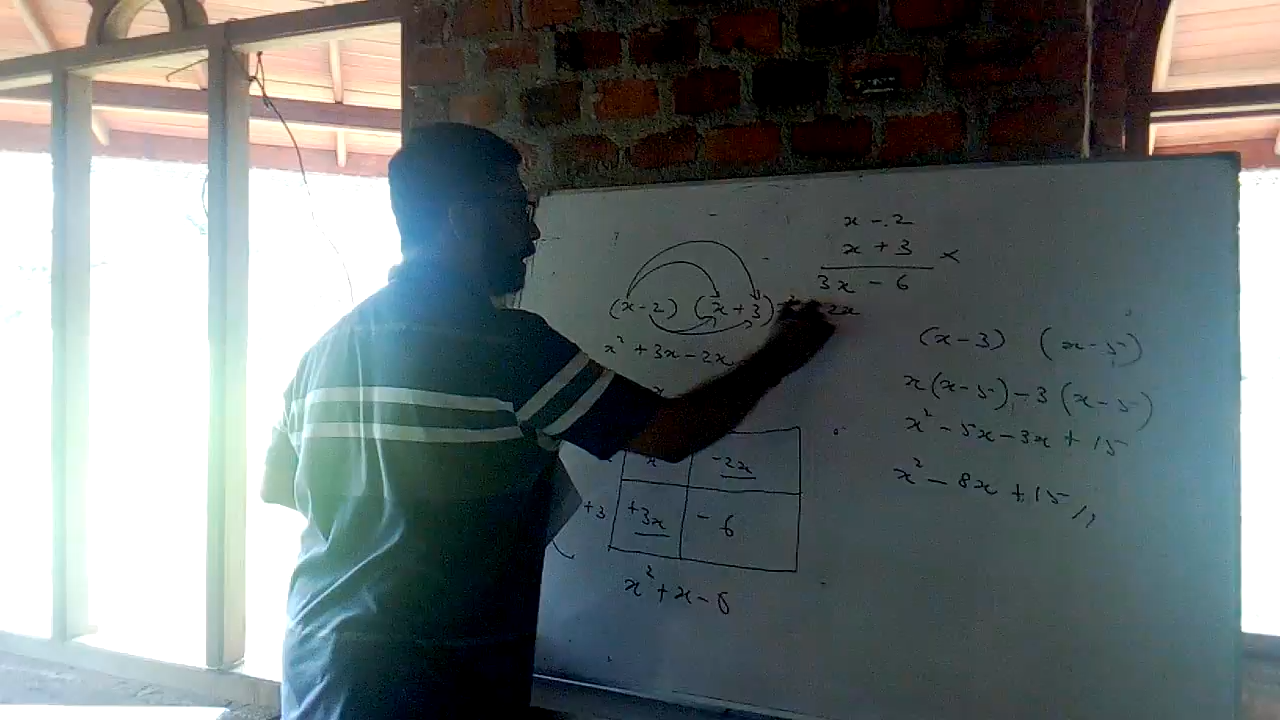 x - 2
x + 3 ×
3x - 6
2x
(x-2) (x+3)
x² + 3x - 2x
-2x
+3 +3x - 6
x² + x - 6
(x-3) (x-5)
x(x-5) - 3(x-5)
x² - 5x - 3x + 15
x² - 8x + 15 //